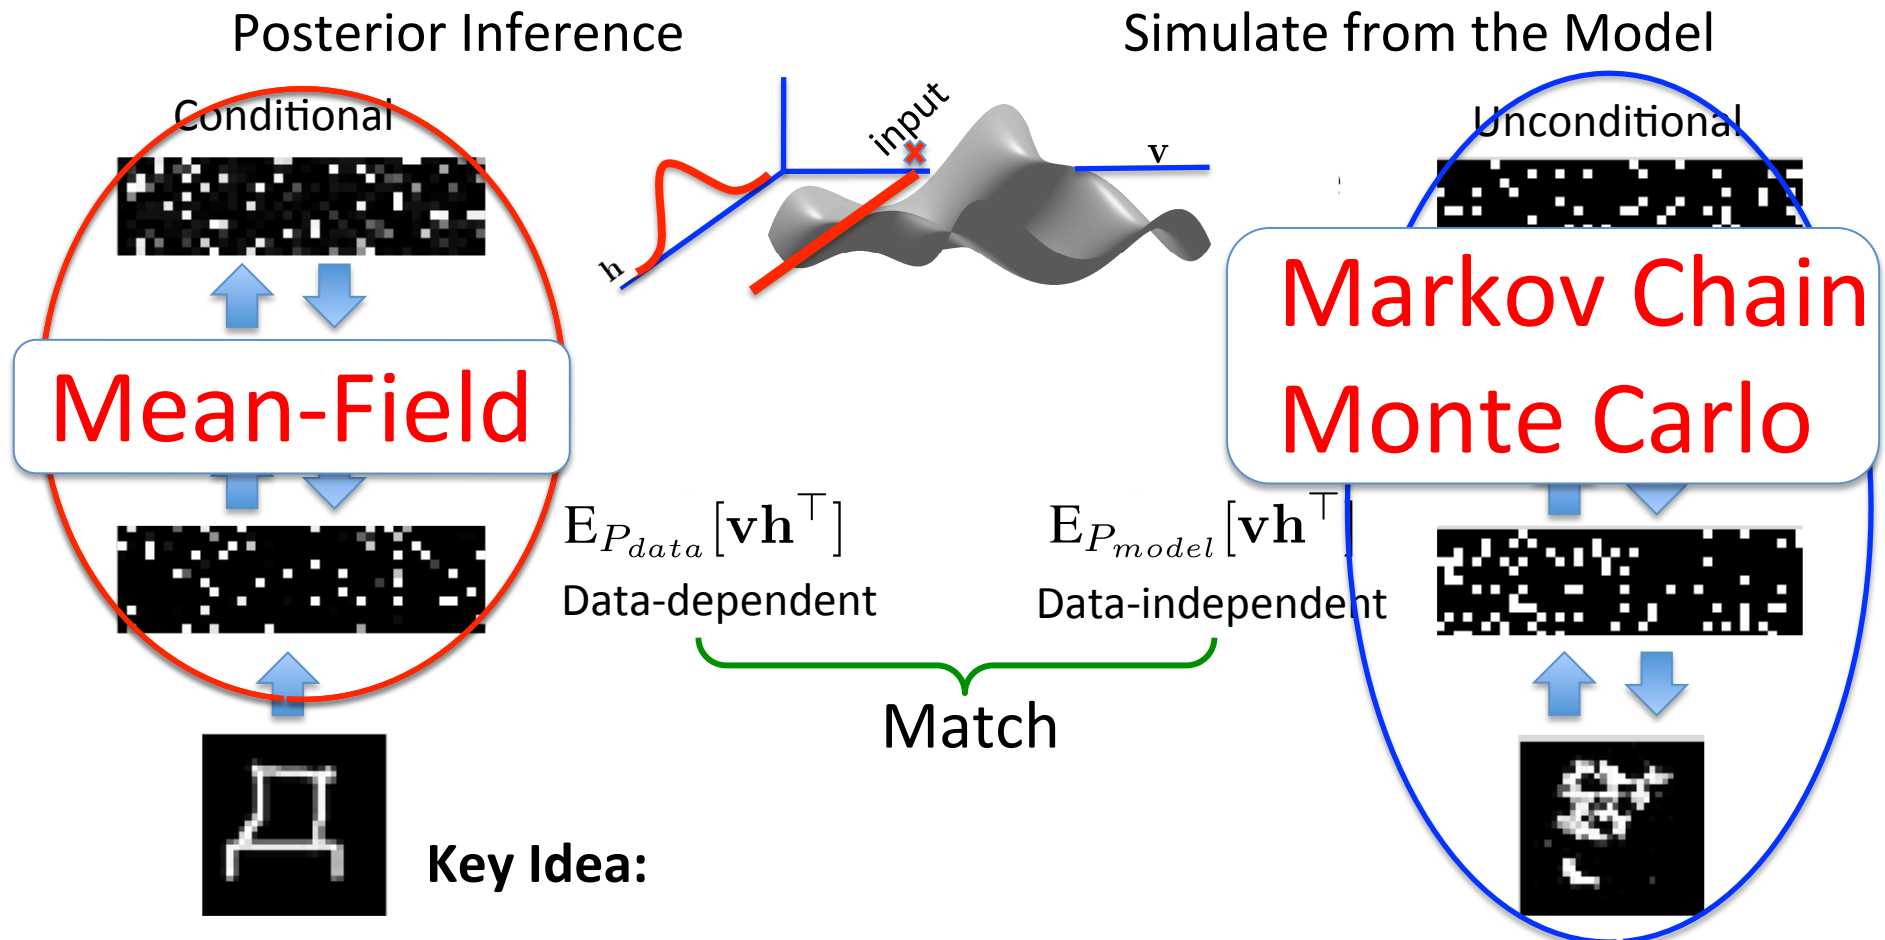 Posterior Inference
Simulate from the Model
Conditional
input
v
h
Unconditional
Mean-Field
Markov Chain
Monte Carlo
E_{P_{data}}[vh^⊤]
E_{P_{model}}[vh^⊤]
Data-dependent
Data-independent
Match
Key Idea: